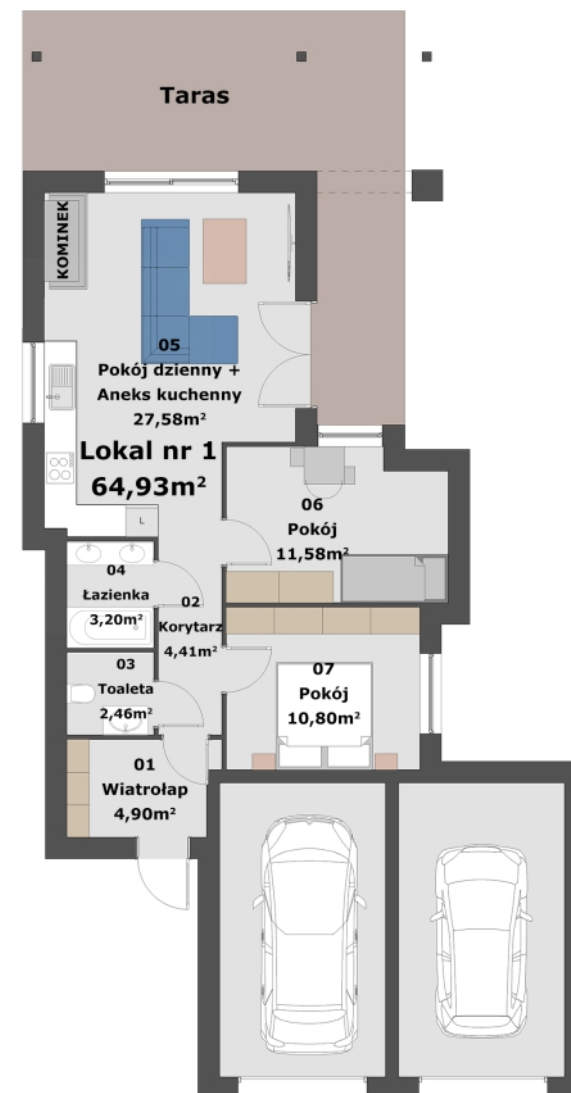 Taras
KOMINEK
05
Pokój dzienny +
Aneks kuchenny
27,58m²
Lokal nr 1
64,93m²
L
06
Pokój
11,58m²
04
Łazienka
3,20m²
02
Korytarz
4,41m²
03
Toaleta
2,46m²
07
Pokój
10,80m²
01
Wiatrołap
4,90m²